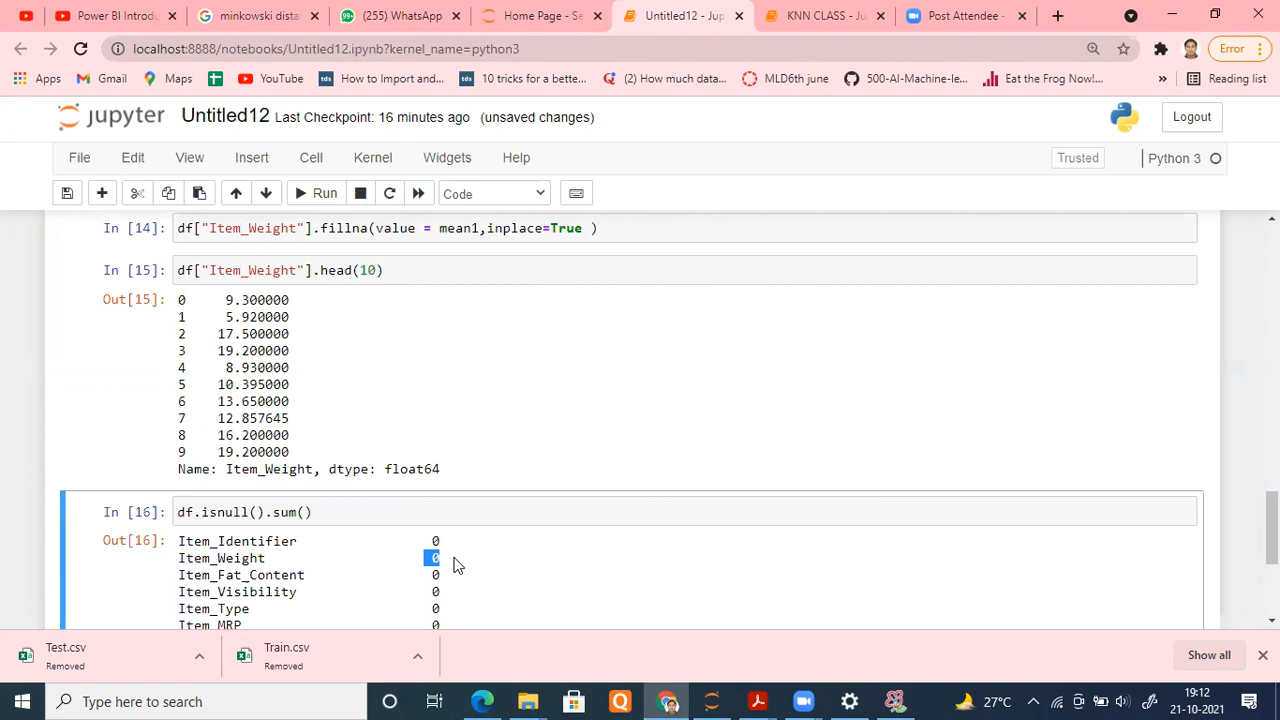 Power BI Introdu
minkowski dista
(255) WhatsApp
Home Page - Se
Untitled12 - Jup
KNN CLASS - Ju
Post Attendee -
localhost:8888/notebooks/Untitled12.ipynb?kernel_name=python3
Error
Apps
Gmail
Maps
YouTube
tds How to Import and...
tds 10 tricks for a bette...
(2) How much data...
MLD6th june
500-AI-Machine-le...
Eat the Frog Now!...
Reading list
jupyter Untitled12 Last Checkpoint: 16 minutes ago (unsaved changes)
Logout
File Edit View Insert Cell Kernel Widgets Help
Trusted
Python 3
Run
Code
In [14]: df["Item_Weight"].fillna(value = mean1,inplace=True )
In [15]: df["Item_Weight"].head(10)
Out[15]: 0 9.300000
1 5.920000
2 17.500000
3 19.200000
4 8.930000
5 10.395000
6 13.650000
7 12.857645
8 16.200000
9 19.200000
Name: Item_Weight, dtype: float64
In [16]: df.isnull().sum()
Out[16]: Item_Identifier 0
Item_Weight 0
Item_Fat_Content 0
Item_Visibility 0
Item_Type 0
Item_MRP 0
Test.csv
Removed
Train.csv
Removed
Show all
Type here to search
27°C
19:12
21-10-2021